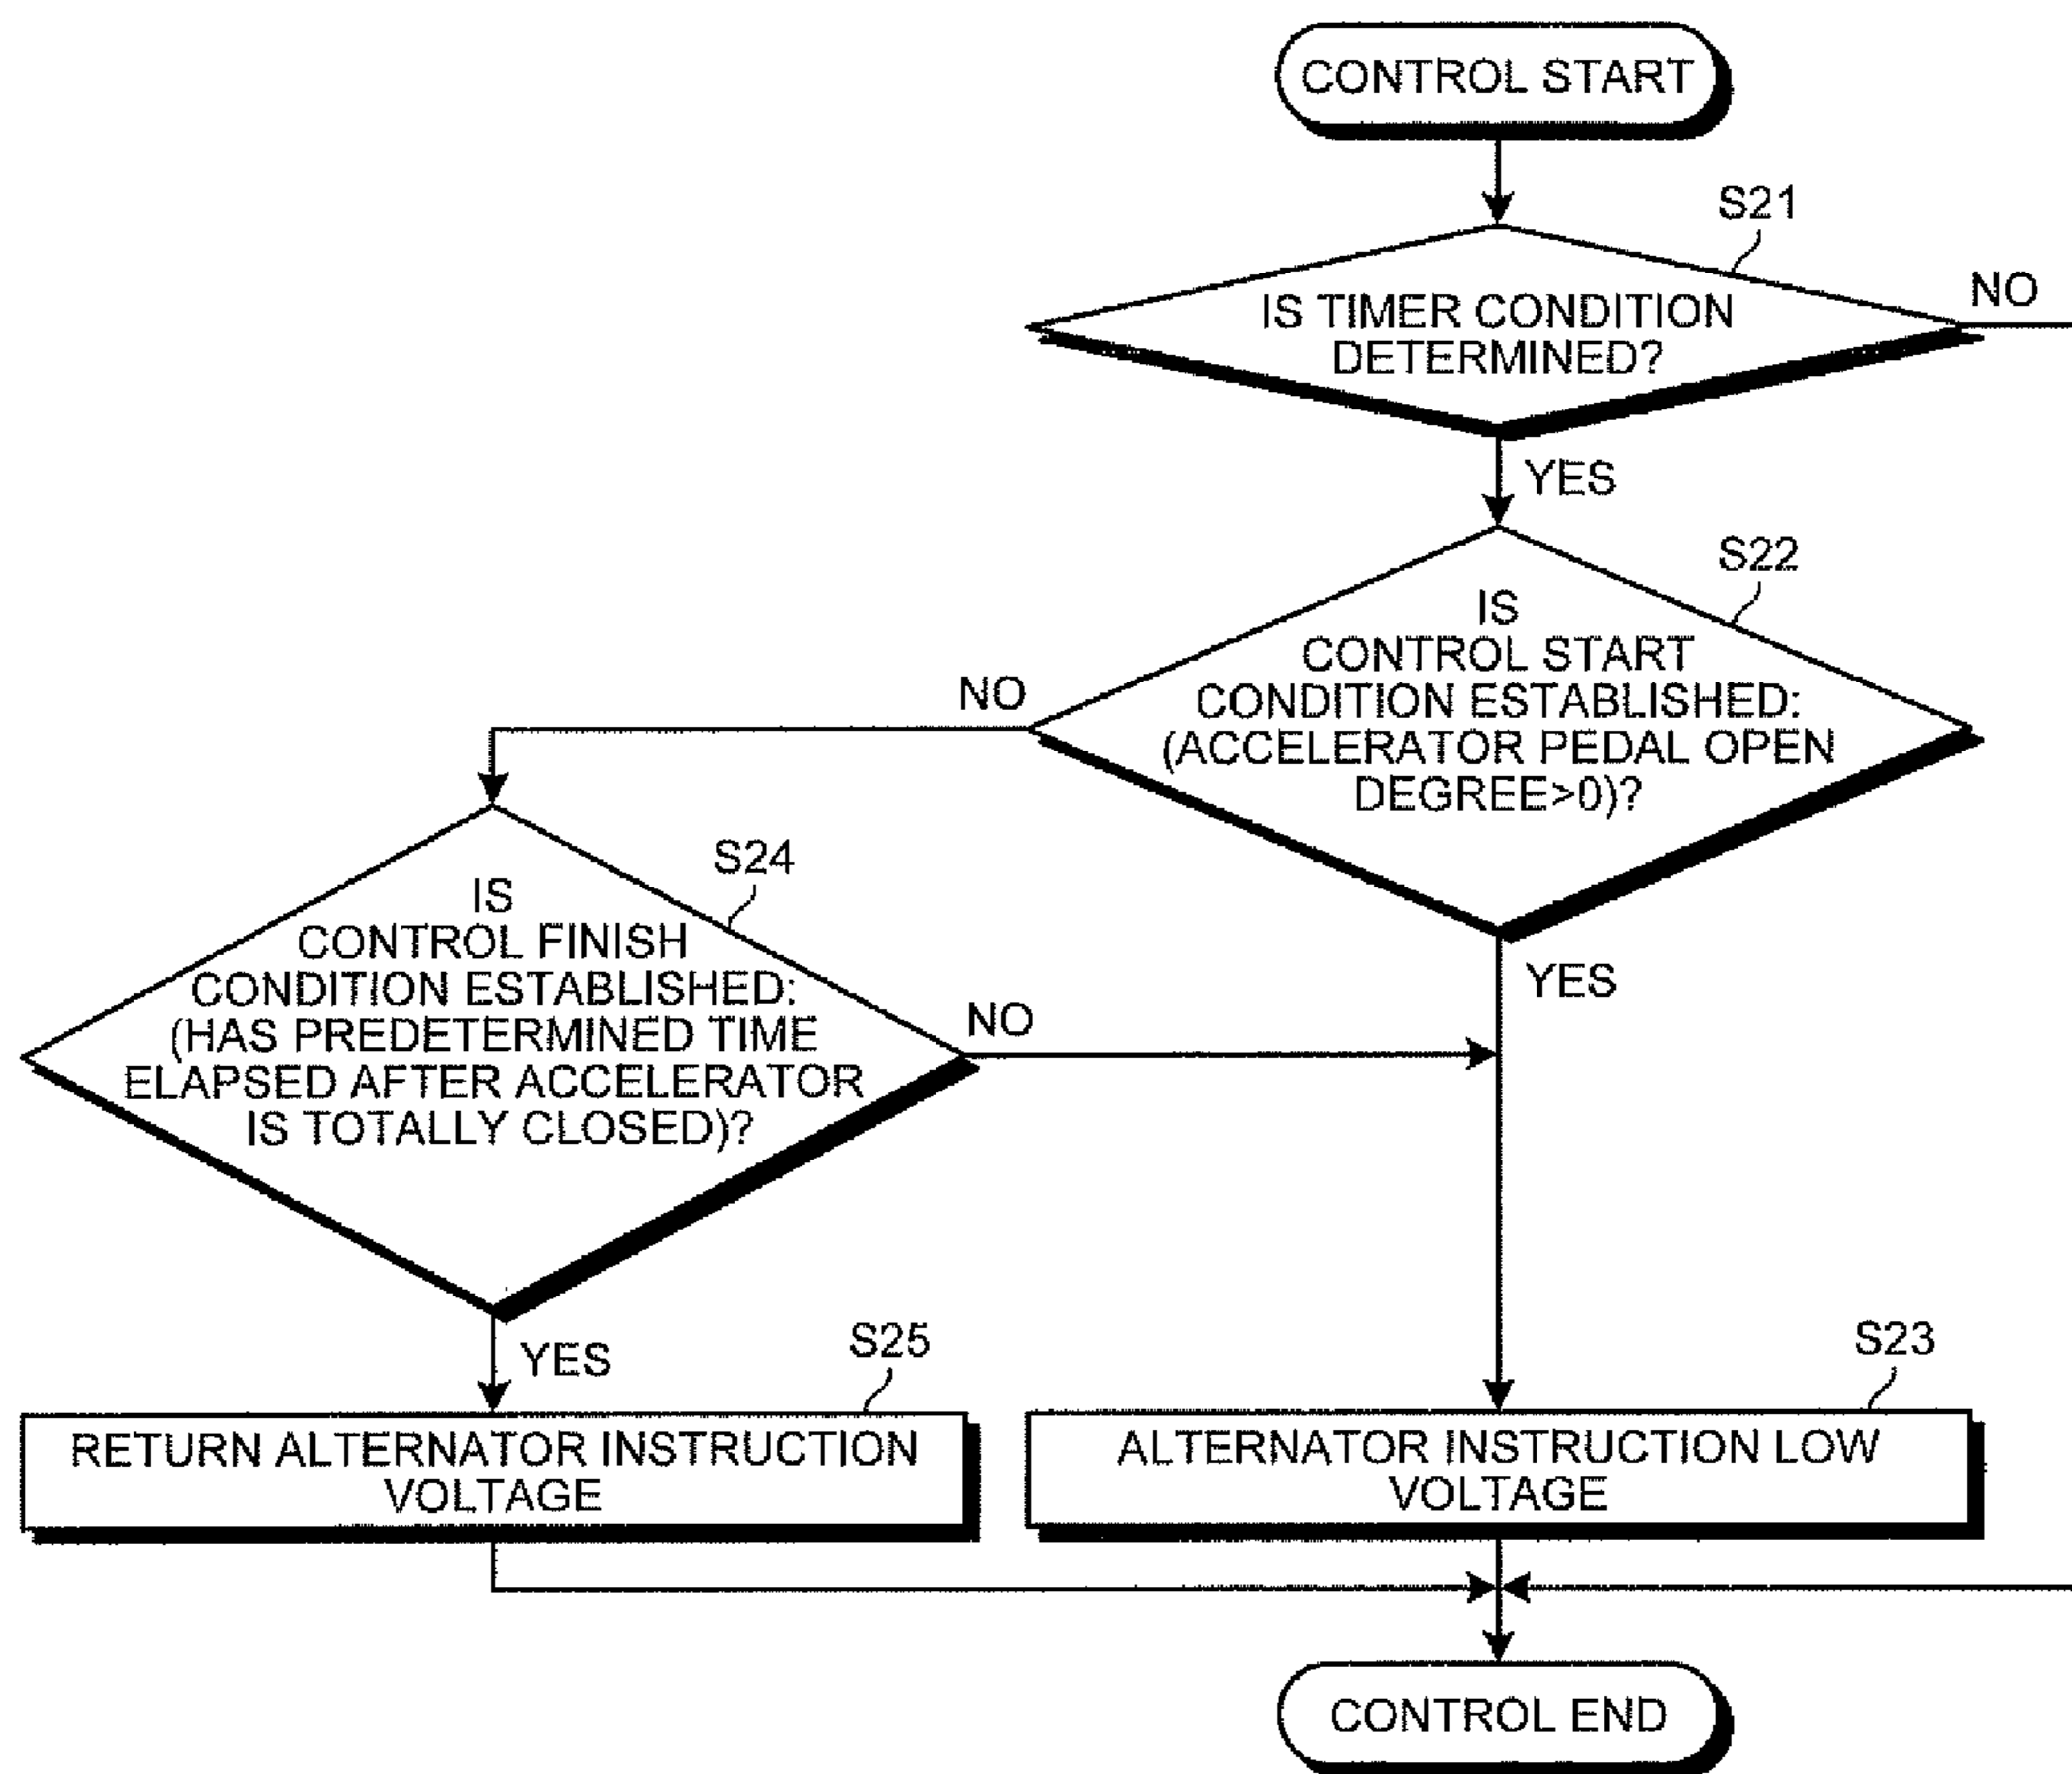 CONTROL START
S21
IS TIMER CONDITION
DETERMINED?
NO
YES
S22
IS
CONTROL START
CONDITION ESTABLISHED:
(ACCELERATOR PEDAL OPEN
DEGREE>0)?
NO
YES
S24
IS
CONTROL FINISH
CONDITION ESTABLISHED:
(HAS PREDETERMINED TIME
ELAPSED AFTER ACCELERATOR
IS TOTALLY CLOSED)?
NO
YES
S25
RETURN ALTERNATOR INSTRUCTION
VOLTAGE
S23
ALTERNATOR INSTRUCTION LOW
VOLTAGE
CONTROL END